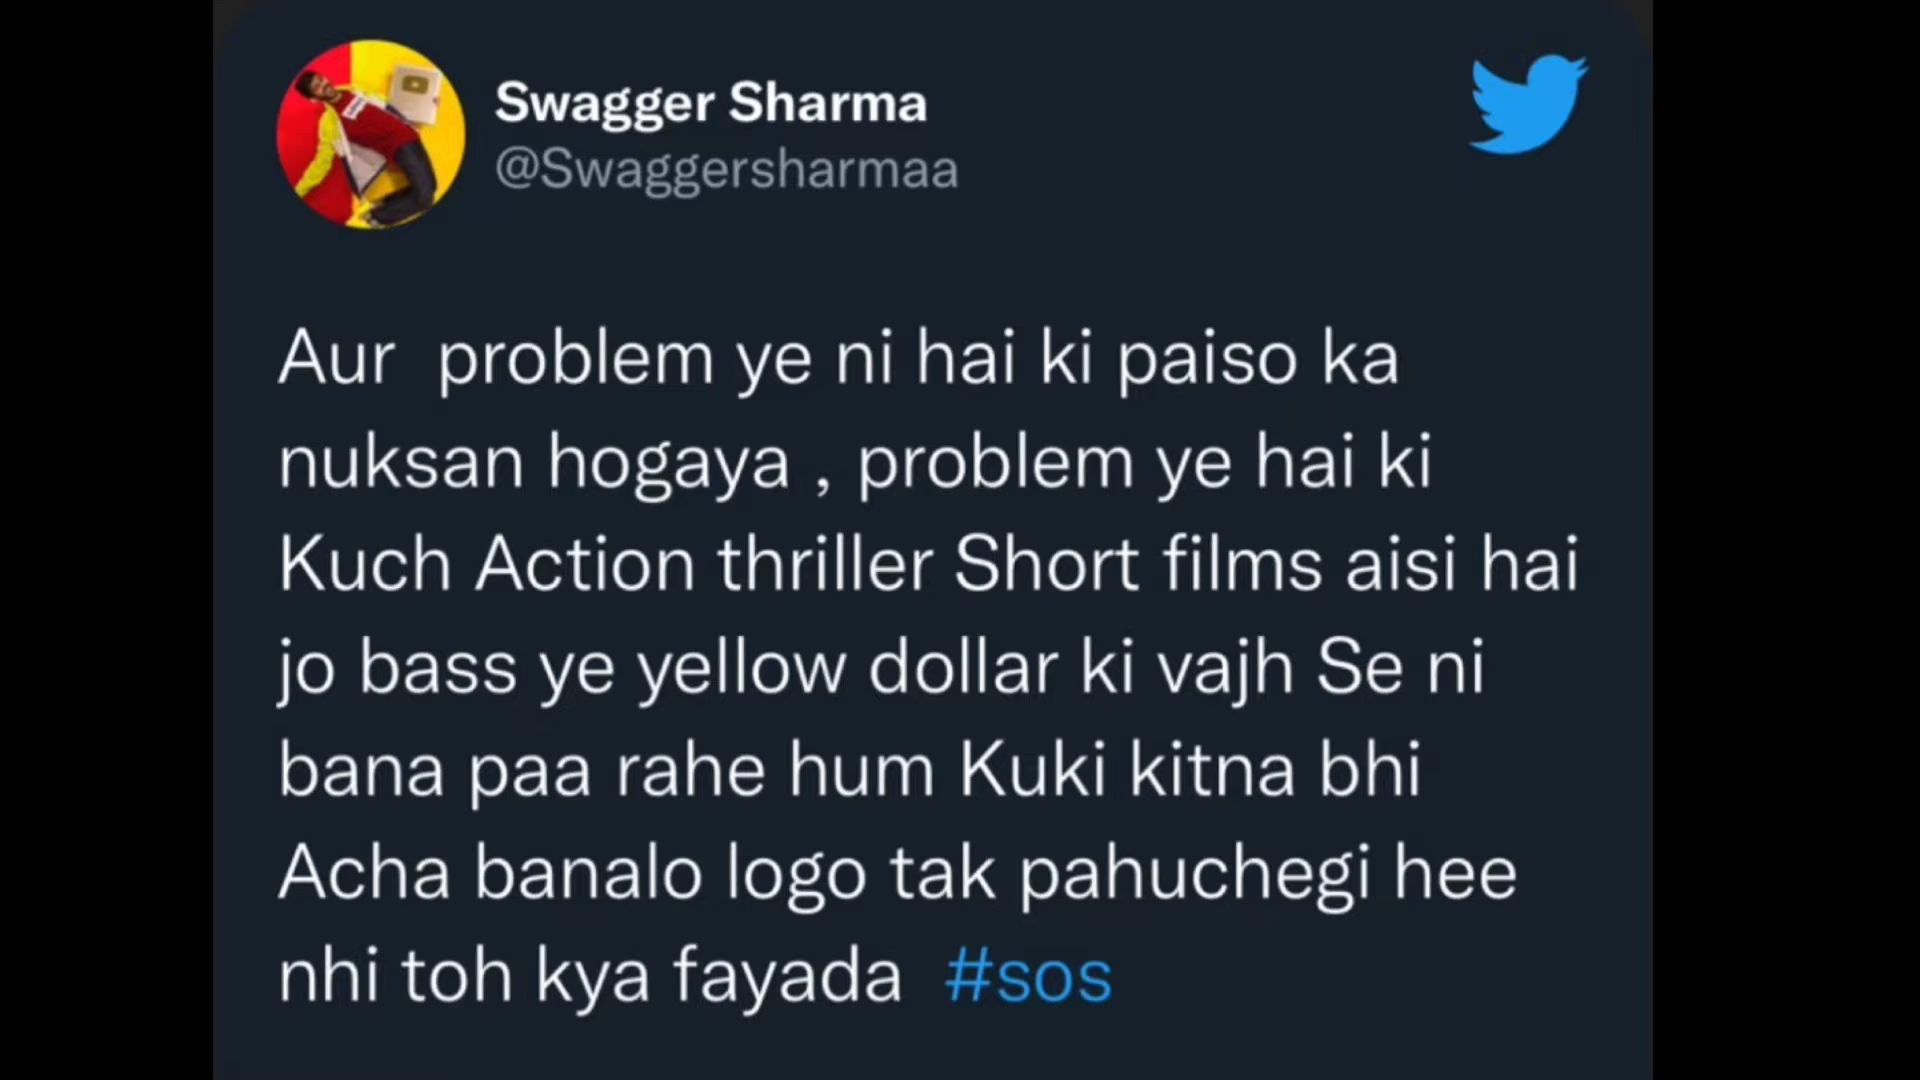 Swagger Sharma
@Swaggersharmaa
Aur problem ye ni hai ki paiso ka
nuksan hogaya , problem ye hai ki
Kuch Action thriller Short films aisi hai
jo bass ye yellow dollar ki vajh Se ni
bana paa rahe hum Kuki kitna bhi
Acha banalo logo tak pahuchegi hee
nhi toh kya fayada #sos